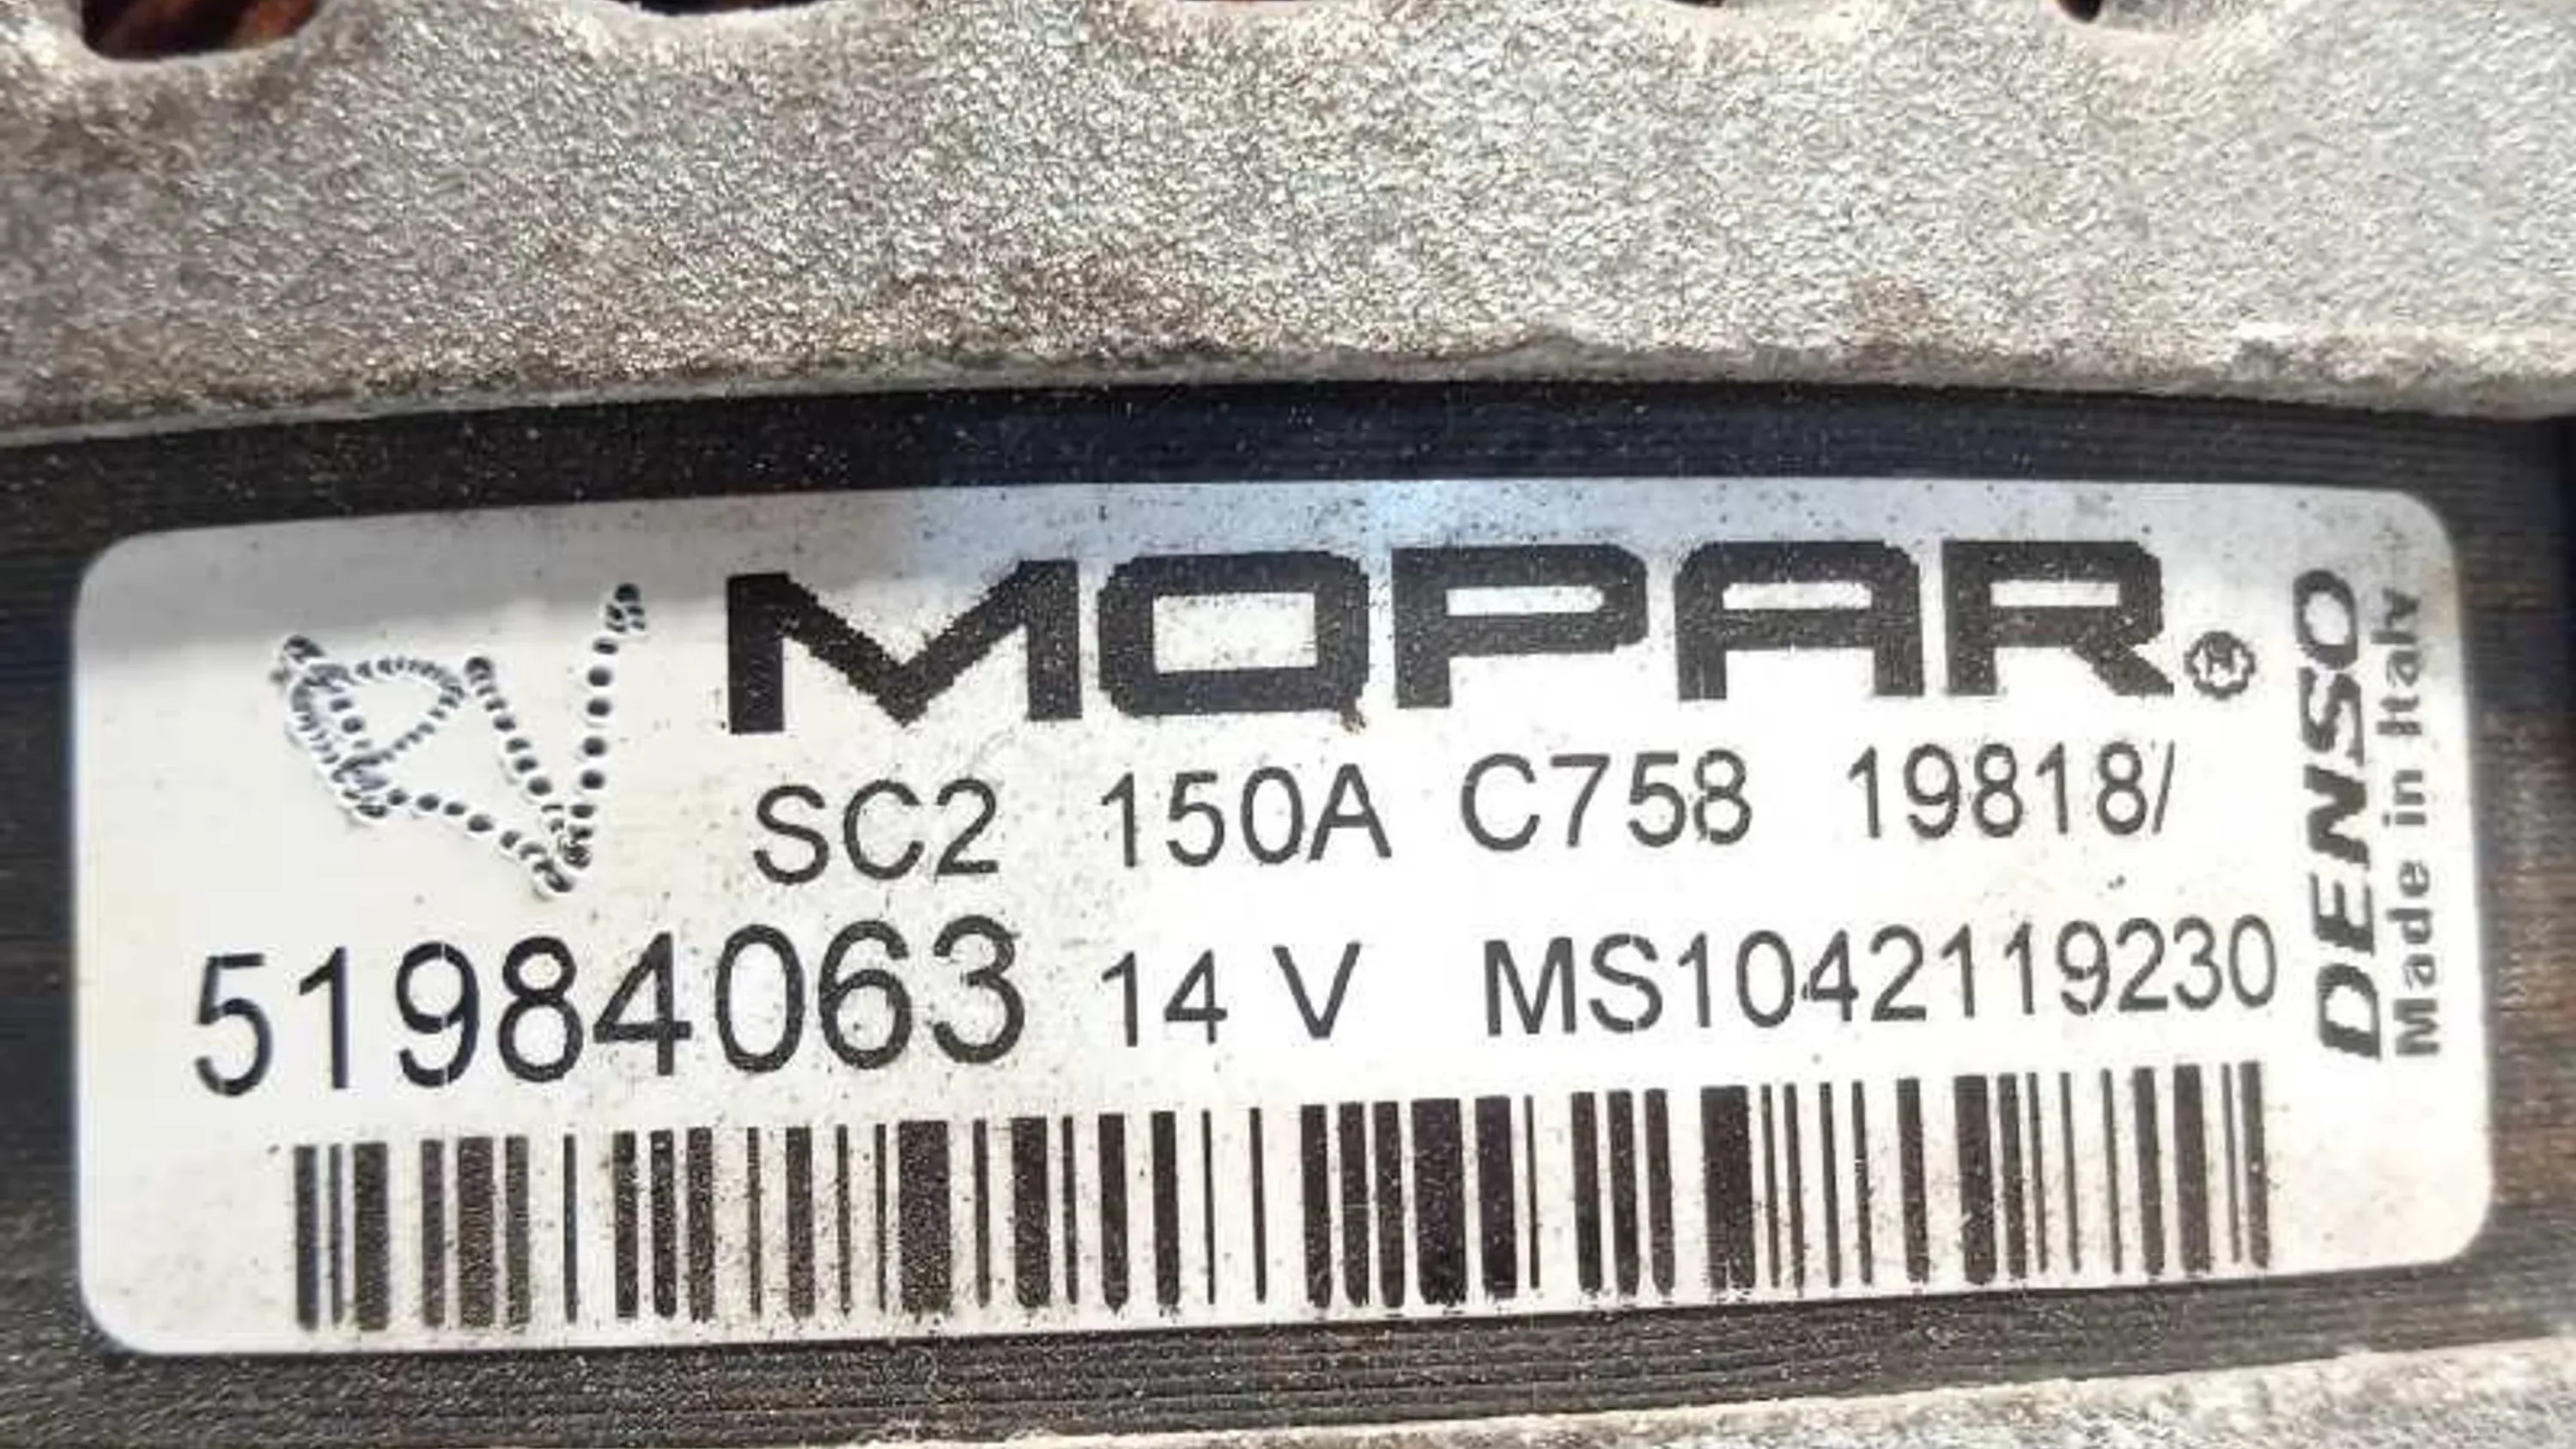 MOPAR®
SC2 150A C758 19818/
51984063 14 V MS1042119230
DENSO
Made in Italy